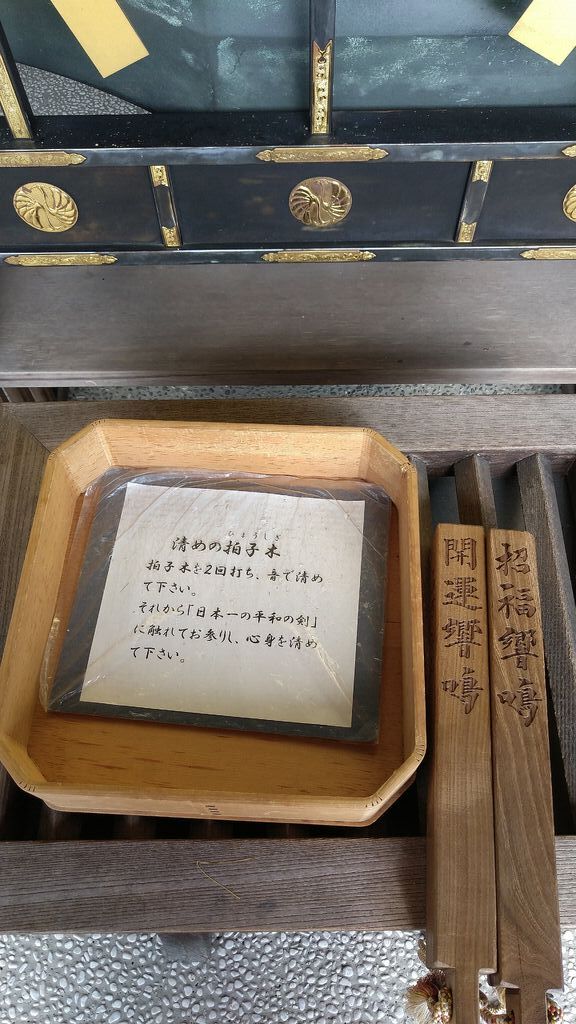 ひょうしぎ
清めの拍子木
拍子木を2回打ち、音で清め
て下さい。
それから「日本一の平和の剣」
に触れてお参りし、心身を清め
て下さい。
開運響鳴
招福響鳴